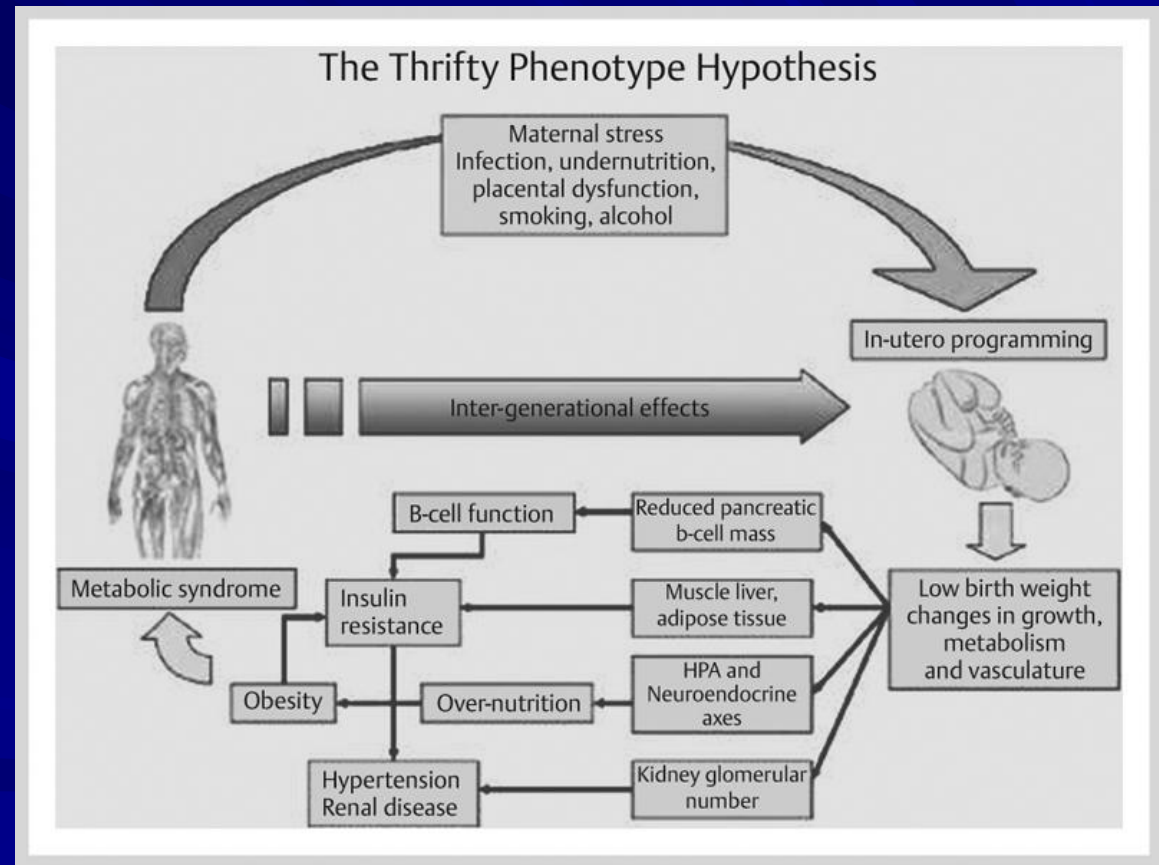 The Thrifty Phenotype Hypothesis
Maternal stress
Infection, undernutrition,
placental dysfunction,
smoking, alcohol
In-utero programming
Inter-generational effects
B-cell function
Reduced pancreatic
b-cell mass
Metabolic syndrome
Insulin
resistance
Muscle liver,
adipose tissue
Low birth weight
changes in growth,
metabolism
and vasculature
Obesity
Over-nutrition
HPA and
Neuroendocrine
axes
Hypertension
Renal disease
Kidney glomerular
number